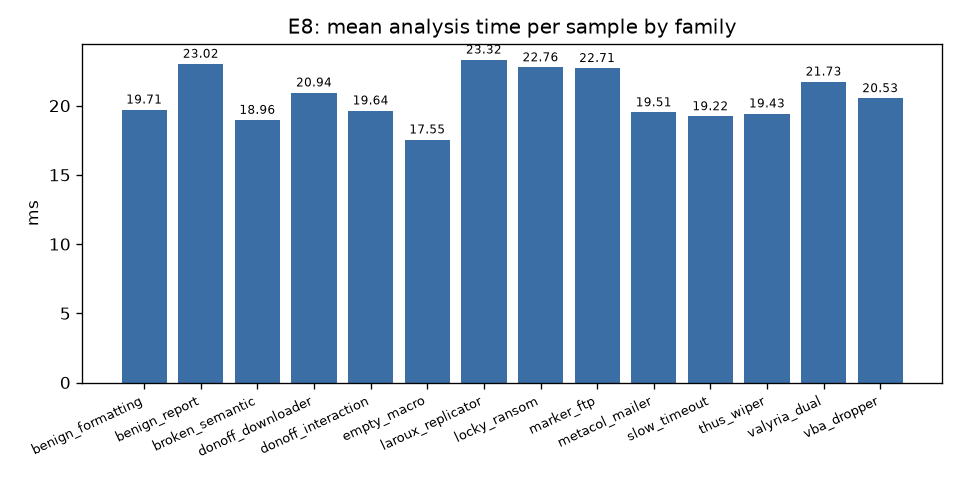 E8: mean analysis time per sample by family
19.71
23.02
18.96
20.94
19.64
17.55
23.32
22.76
22.71
19.51
19.22
19.43
21.73
20.53
20
15
10
5
0
ms
benign_formatting
benign_report
broken_semantic
donoff_downloader
donoff_interaction
empty_macro
laroux_replicator
locky_ransom
marker_ftp
metacol_mailer
slow_timeout
thus_wiper
valyria_dual
vba_dropper